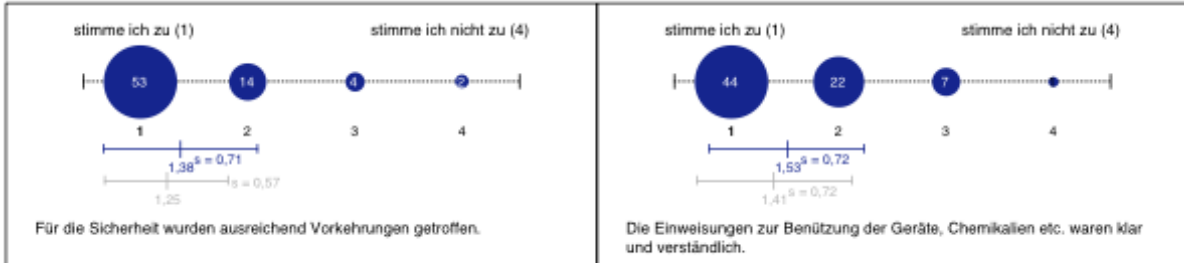 stimme ich zu (1) stimme ich nicht zu (4)
53 14 4 2
1 2 3 4
1,38 s = 0,71
1,25 s = 0,57
Für die Sicherheit wurden ausreichend Vorkehrungen getroffen.
stimme ich zu (1) stimme ich nicht zu (4)
44 22 7
1 2 3 4
1,53 s = 0,72
1,41 s = 0,72
Die Einweisungen zur Benützung der Geräte, Chemikalien etc. waren klar
und verständlich.